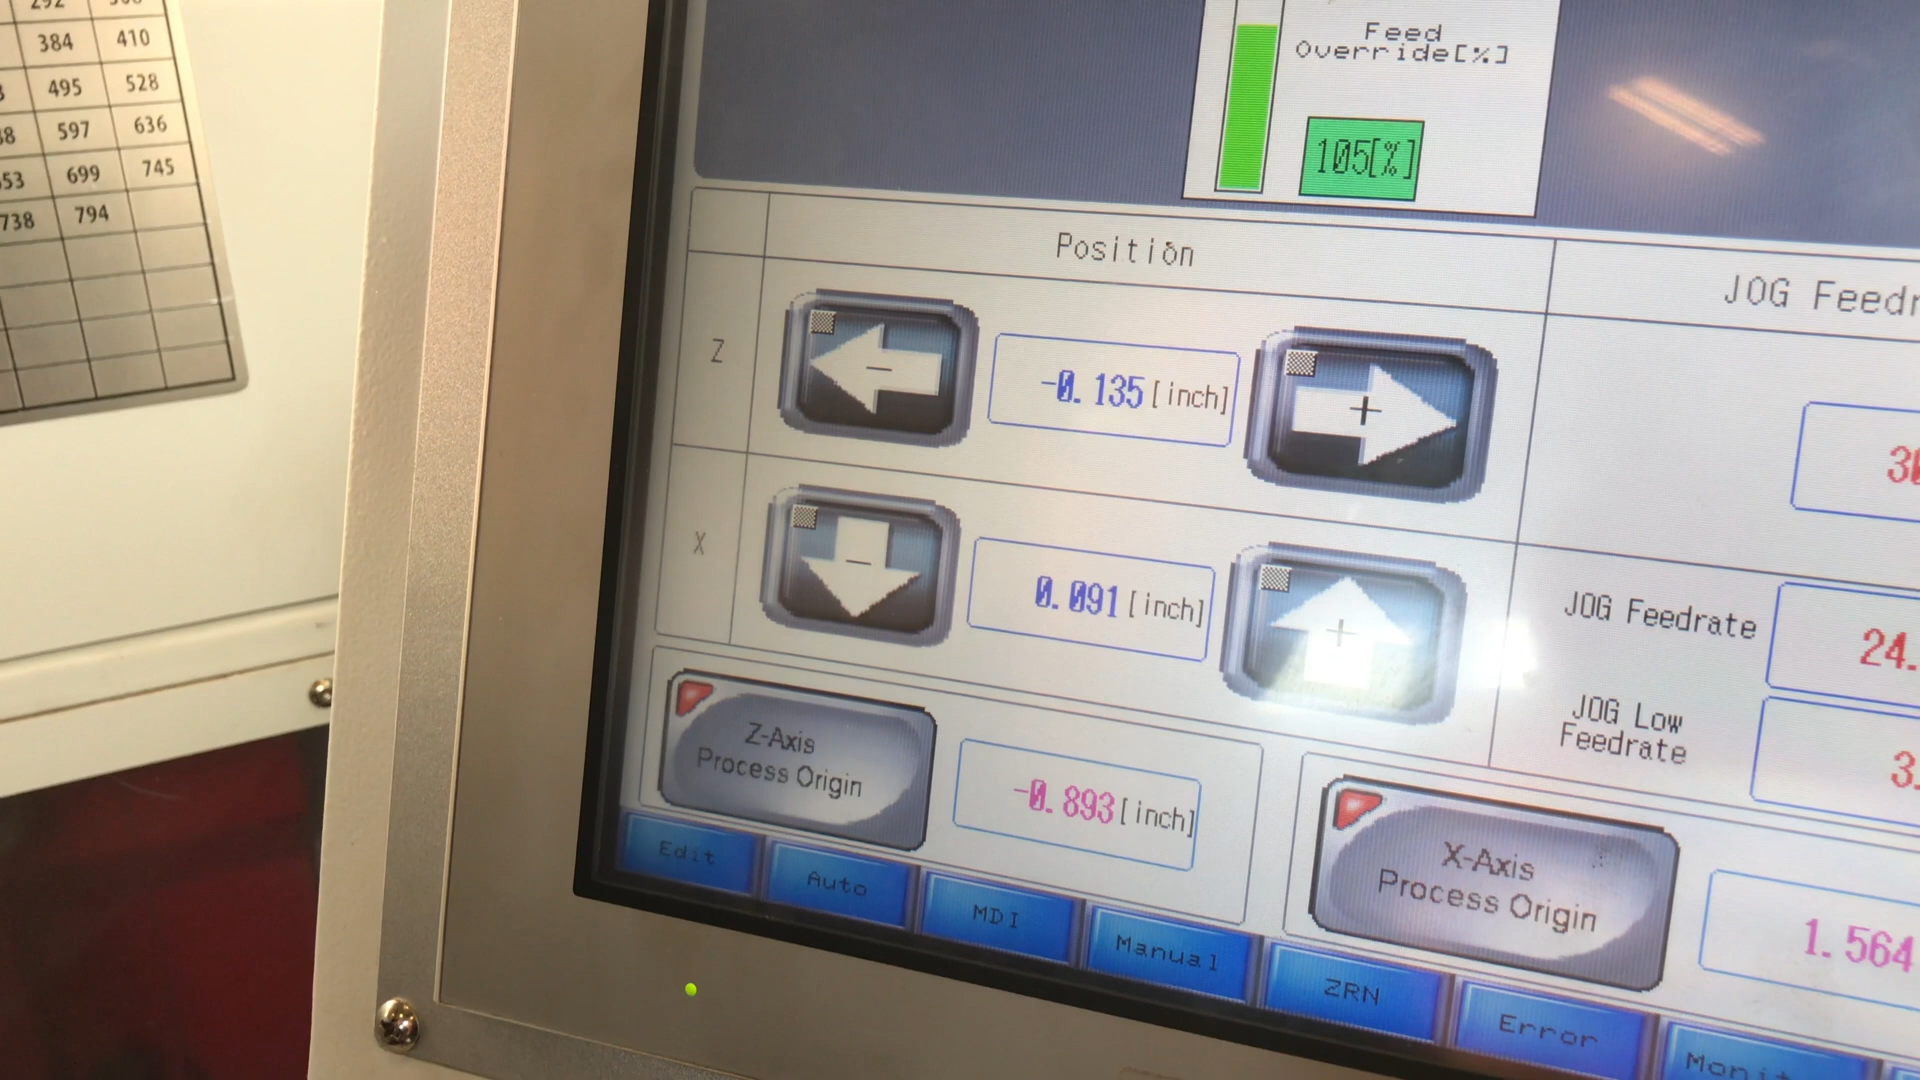 384 410
495 528
597 636
699 745
738 794
Feed
Override[%]
105[%]
Position
Z
-
-0.135[inch]
+
X
-
0.091[inch]
+
JOG Feedrate
24.
JOG Low
Feedrate
3.
Z-Axis
Process Origin
-0.893[inch]
X-Axis
Process Origin
1.564
Edit
Auto
MDI
Manual
ZRN
Error